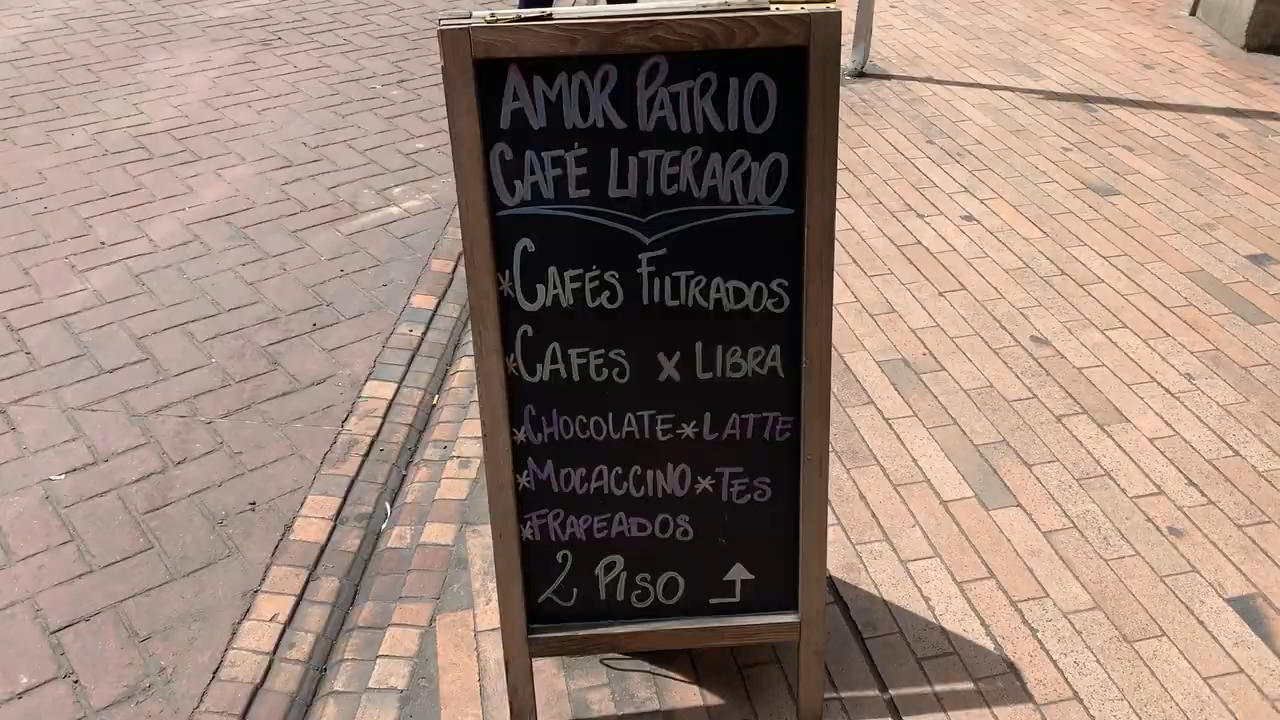 AMOR PATRIO
CAFÉ LITERARIO
*CAFÉS FILTRADOS
*CAFES X LIBRA
*CHOCOLATE*LATTE
*MOCACCINO*TES
*FRAPEADOS
2 PISO